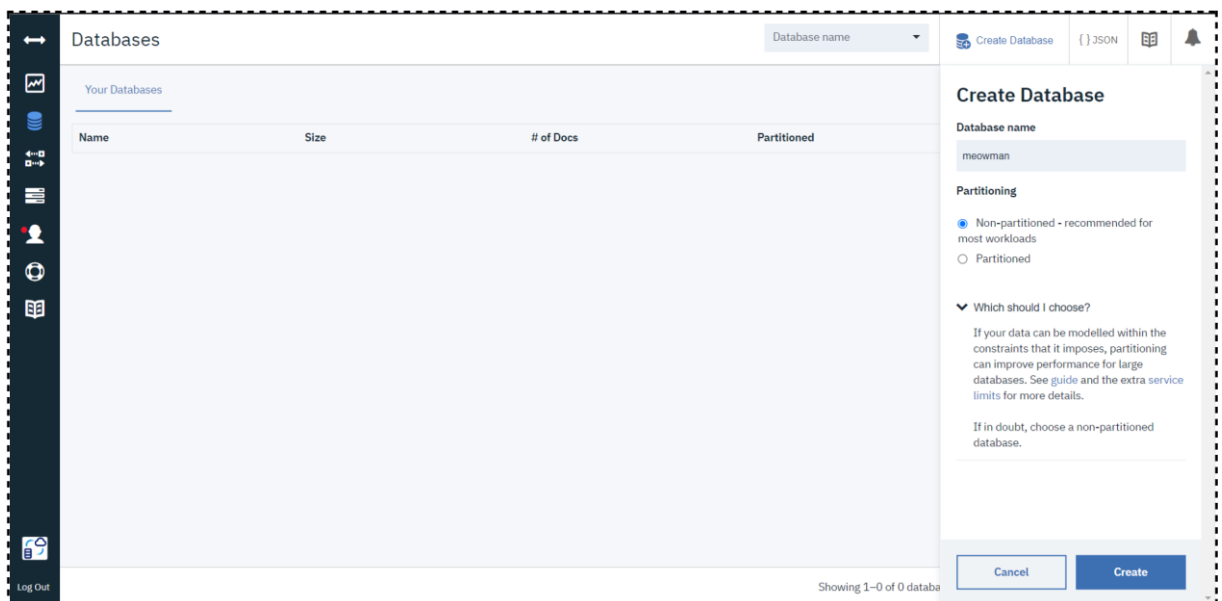 Databases
Database name
Create Database
{ } JSON
Your Databases
Name Size # of Docs Partitioned
Create Database
Database name
meowman
Partitioning
Non-partitioned - recommended for
most workloads
Partitioned
Which should I choose?
If your data can be modelled within the
constraints that it imposes, partitioning
can improve performance for large
databases. See guide and the extra service
limits for more details.
If in doubt, choose a non-partitioned
database.
Cancel
Create
Log Out
Showing 1–0 of 0 databa